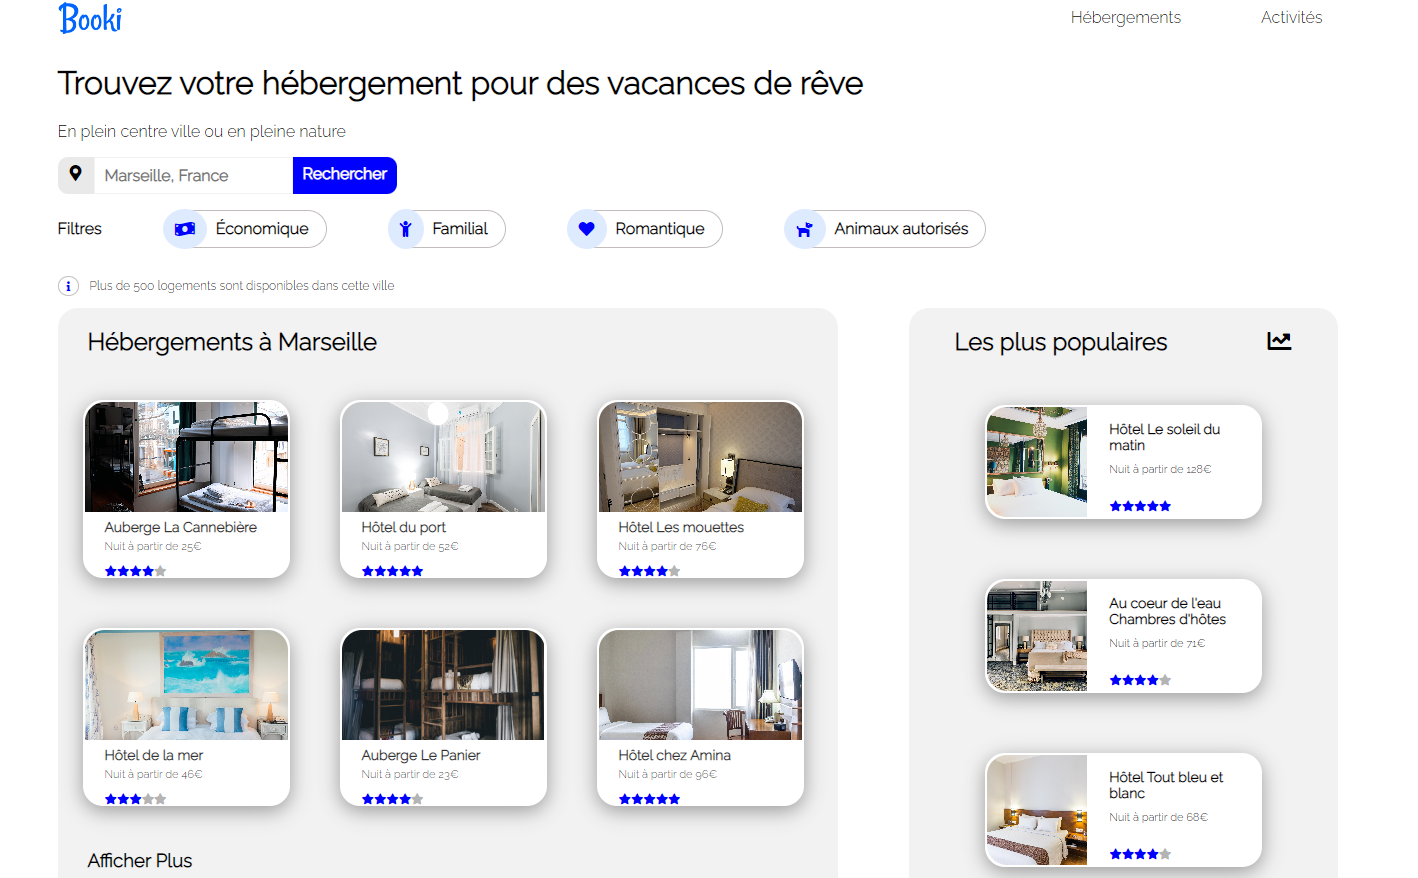 Booki
Hébergements
Activités
Trouvez votre hébergement pour des vacances de rêve
En plein centre ville ou en pleine nature
Marseille, France
Rechercher
Filtres
Économique
Familial
Romantique
Animaux autorisés
Plus de 500 logements sont disponibles dans cette ville
Hébergements à Marseille
Auberge La Cannebière
Nuit à partir de 25€
Hôtel du port
Nuit à partir de 52€
Hôtel Les mouettes
Nuit à partir de 76€
Hôtel de la mer
Nuit à partir de 46€
Auberge Le Panier
Nuit à partir de 23€
Hôtel chez Amina
Nuit à partir de 96€
Afficher Plus
Les plus populaires
Hôtel Le soleil du
matin
Nuit à partir de 128€
Au coeur de l'eau
Chambres d'hôtes
Nuit à partir de 71€
Hôtel Tout bleu et
blanc
Nuit à partir de 68€